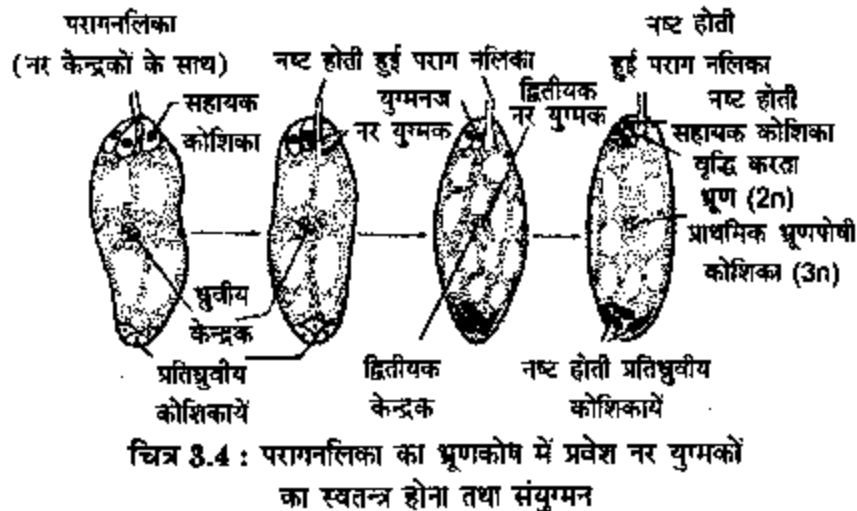 परागनलिका
(नर केन्द्रकों के साथ)
सहायक
कोशिका
नष्ट होती हुई पराग नलिका
नर युग्मक
युग्मनज
द्वितीयक
नर युग्मक
नष्ट होती
हुई पराग नलिका
नष्ट होती
सहायक कोशिका
वृद्धि करता
भ्रूण (2n)
प्राथमिक भ्रूणपोषी
कोशिका (3n)
ध्रुवीय
केन्द्रक
प्रतिध्रुवीय
कोशिकायें
द्वितीयक
केन्द्रक
नष्ट होती प्रतिध्रुवीय
कोशिकायें
चित्र 3.4 : परागनलिका का भ्रूणकोष में प्रवेश नर युग्मकों
का स्वतन्त्र होना तथा संयुग्मन